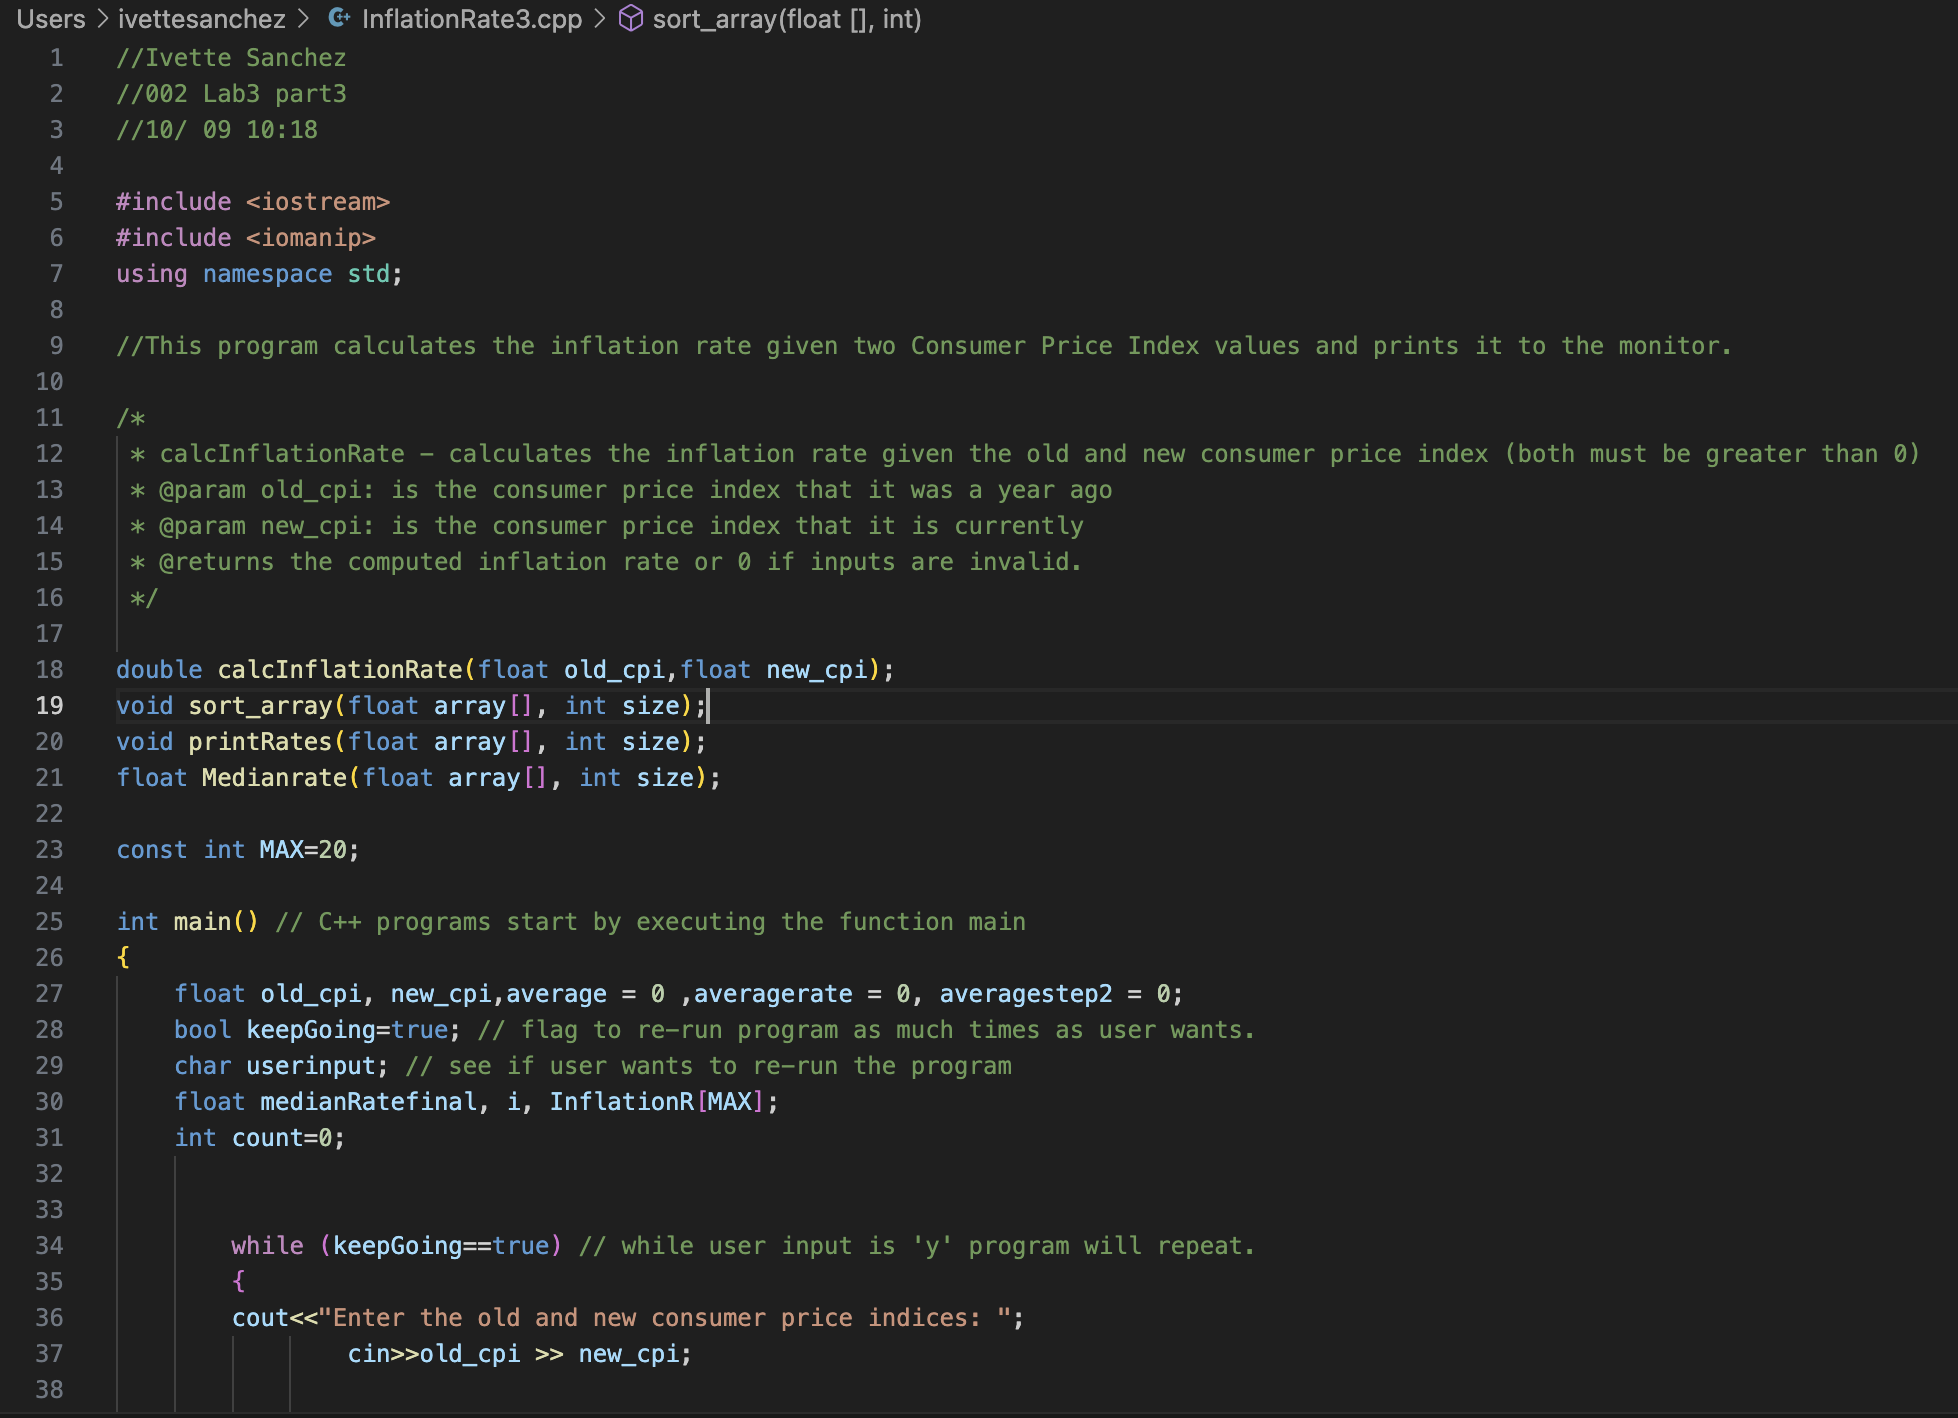 Users > ivettesanchez > InflationRate3.cpp > sort_array(float [], int)
1 //Ivette Sanchez
2 //002 Lab3 part3
3 //10/ 09 10:18
4
5 #include <iostream>
6 #include <iomanip>
7 using namespace std;
8
9 //This program calculates the inflation rate given two Consumer Price Index values and prints it to the monitor.
10
11 /*
12  * calcInflationRate – calculates the inflation rate given the old and new consumer price index (both must be greater than 0)
13  * @param old_cpi: is the consumer price index that it was a year ago
14  * @param new_cpi: is the consumer price index that it is currently
15  * @returns the computed inflation rate or 0 if inputs are invalid.
16  */
17
18 double calcInflationRate(float old_cpi,float new_cpi);
19 void sort_array(float array[], int size);
20 void printRates(float array[], int size);
21 float Medianrate(float array[], int size);
22
23 const int MAX=20;
24
25 int main() // C++ programs start by executing the function main
26 {
27     float old_cpi, new_cpi,average = 0 ,averagerate = 0, averagestep2 = 0;
28     bool keepGoing=true; // flag to re-run program as much times as user wants.
29     char userinput; // see if user wants to re-run the program
30     float medianRatefinal, i, InflationR[MAX];
31     int count=0;
32
33
34         while (keepGoing==true) // while user input is 'y' program will repeat.
35         {
36         cout<<"Enter the old and new consumer price indices: ";
37                 cin>>old_cpi >> new_cpi;
38